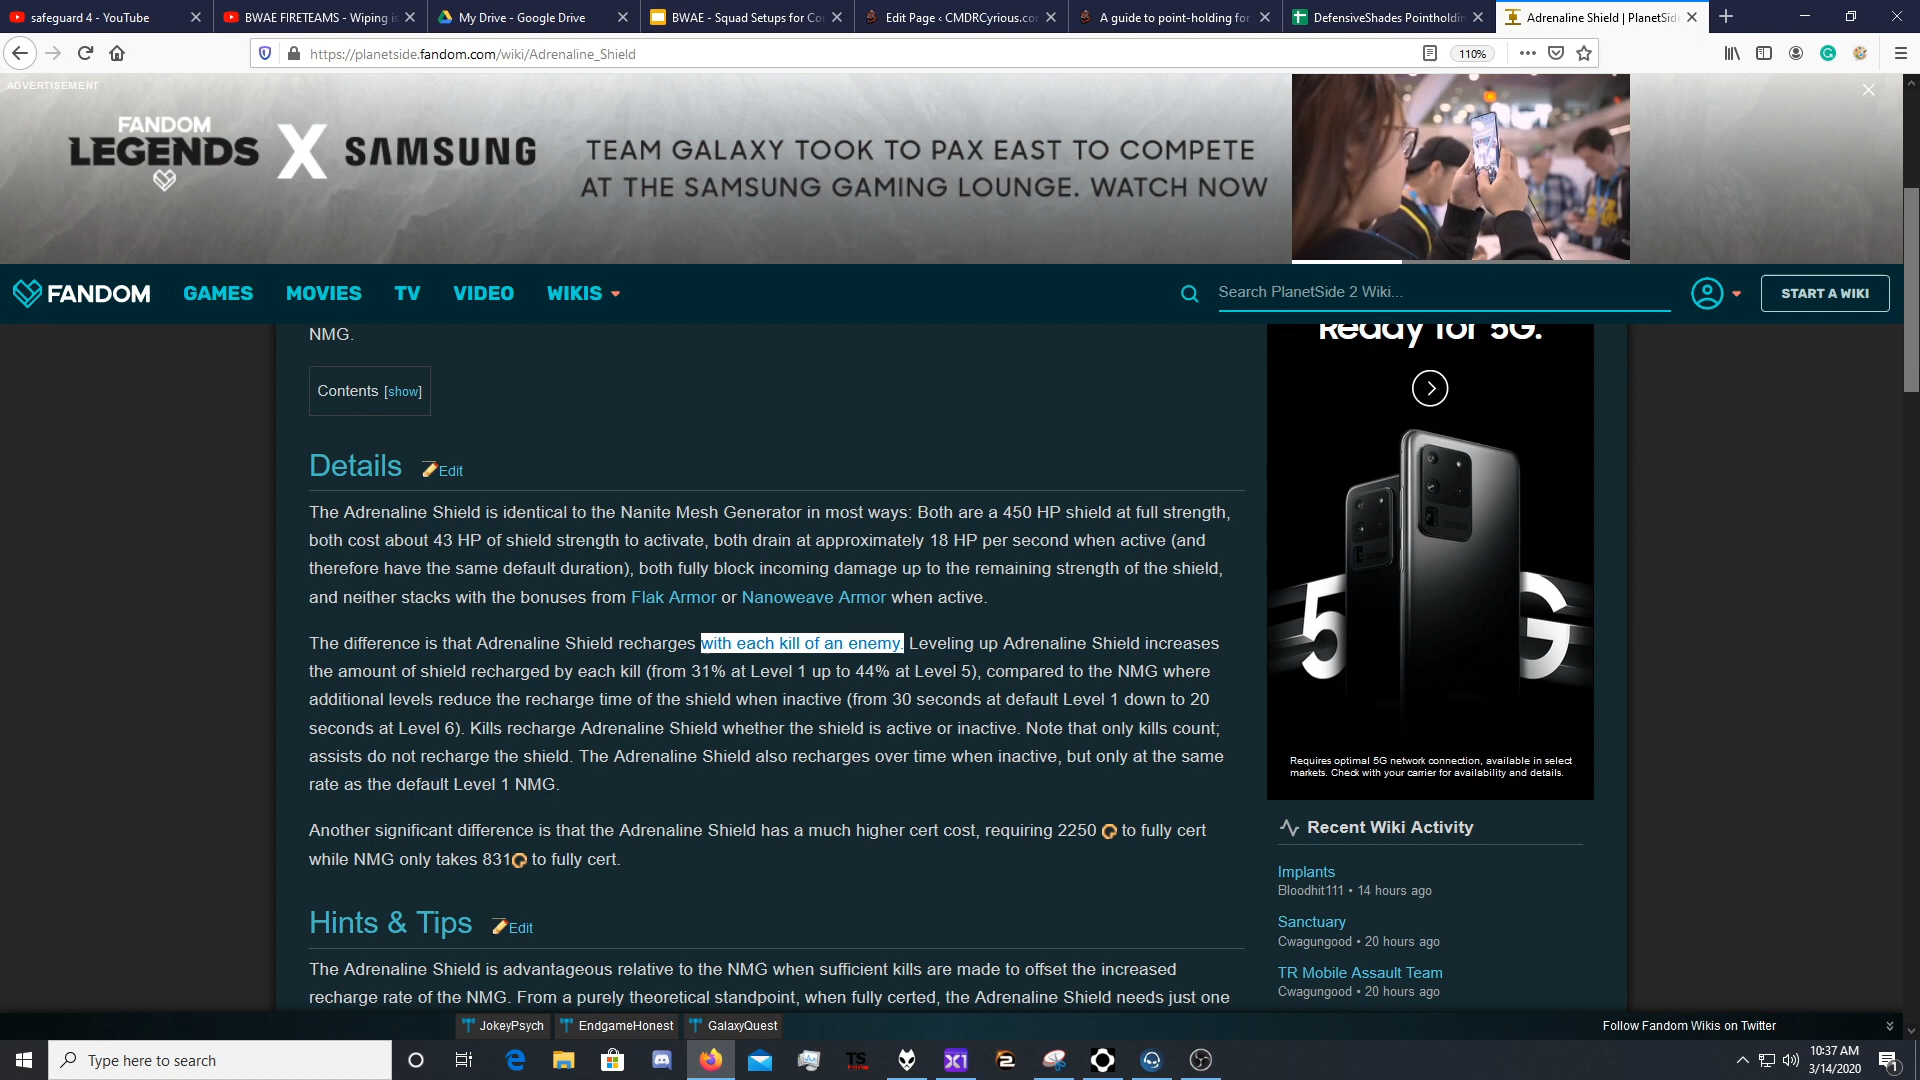 safeguard 4 - YouTube
BWAE FIRETEAMS - Wiping is
My Drive - Google Drive
BWAE - Squad Setups for Co
Edit Page ‹ CMDRCyrious.co
A guide to point-holding for
DefensiveShades Pointholdin
Adrenaline Shield | PlanetSide
https://planetside.fandom.com/wiki/Adrenaline_Shield
110%
ADVERTISEMENT
FANDOM
LEGENDS X SAMSUNG
TEAM GALAXY TOOK TO PAX EAST TO COMPETE
AT THE SAMSUNG GAMING LOUNGE. WATCH NOW
FANDOM GAMES MOVIES TV VIDEO WIKIS
Search PlanetSide 2 Wiki...
START A WIKI
NMG.
Ready for 5G.
Contents [show]
Details Edit
The Adrenaline Shield is identical to the Nanite Mesh Generator in most ways: Both are a 450 HP shield at full strength,
both cost about 43 HP of shield strength to activate, both drain at approximately 18 HP per second when active (and
therefore have the same default duration), both fully block incoming damage up to the remaining strength of the shield,
and neither stacks with the bonuses from Flak Armor or Nanoweave Armor when active.
The difference is that Adrenaline Shield recharges with each kill of an enemy. Leveling up Adrenaline Shield increases
the amount of shield recharged by each kill (from 31% at Level 1 up to 44% at Level 5), compared to the NMG where
additional levels reduce the recharge time of the shield when inactive (from 30 seconds at default Level 1 down to 20
seconds at Level 6). Kills recharge Adrenaline Shield whether the shield is active or inactive. Note that only kills count;
assists do not recharge the shield. The Adrenaline Shield also recharges over time when inactive, but only at the same
rate as the default Level 1 NMG.
Another significant difference is that the Adrenaline Shield has a much higher cert cost, requiring 2250 to fully cert
while NMG only takes 831 to fully cert.
Hints & Tips Edit
The Adrenaline Shield is advantageous relative to the NMG when sufficient kills are made to offset the increased
recharge rate of the NMG. From a purely theoretical standpoint, when fully certed, the Adrenaline Shield needs just one
5G
Requires optimal 5G network connection, available in select
markets. Check with your carrier for availability and details.
Recent Wiki Activity
Implants
Bloodhit111 • 14 hours ago
Sanctuary
Cwagungood • 20 hours ago
TR Mobile Assault Team
Cwagungood • 20 hours ago
JokeyPsych
EndgameHonest
GalaxyQuest
Follow Fandom Wikis on Twitter
Type here to search
TS
X1
2
10:37 AM
3/14/2020
1